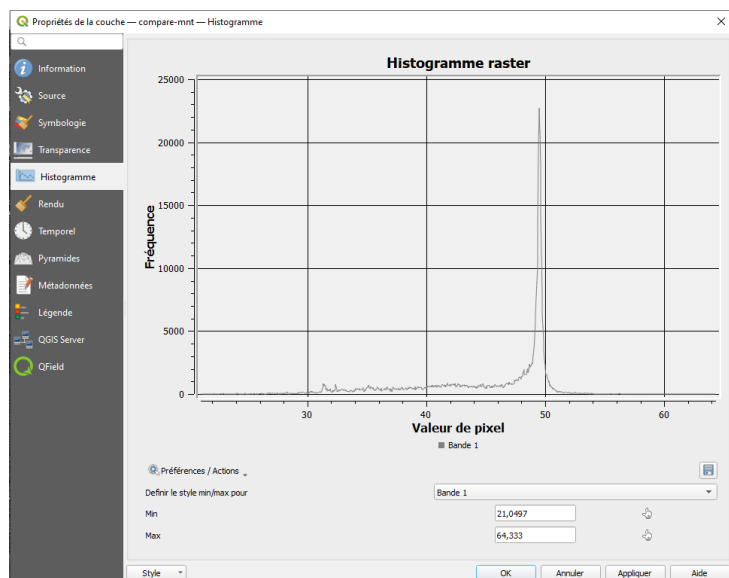 Propriétés de la couche — compare-mnt — Histogramme
Information
Source
Symbologie
Transparence
Histogramme
Rendu
Temporel
Pyramides
Métadonnées
Légende
QGIS Server
QField
Histogramme raster
Fréquence
25000
20000
15000
10000
5000
0
30 40 50 60
Valeur de pixel
Bande 1
Préférences / Actions
Definir le style min/max pour Bande 1
Min 21,0497
Max 64,333
Style OK Annuler Appliquer Aide